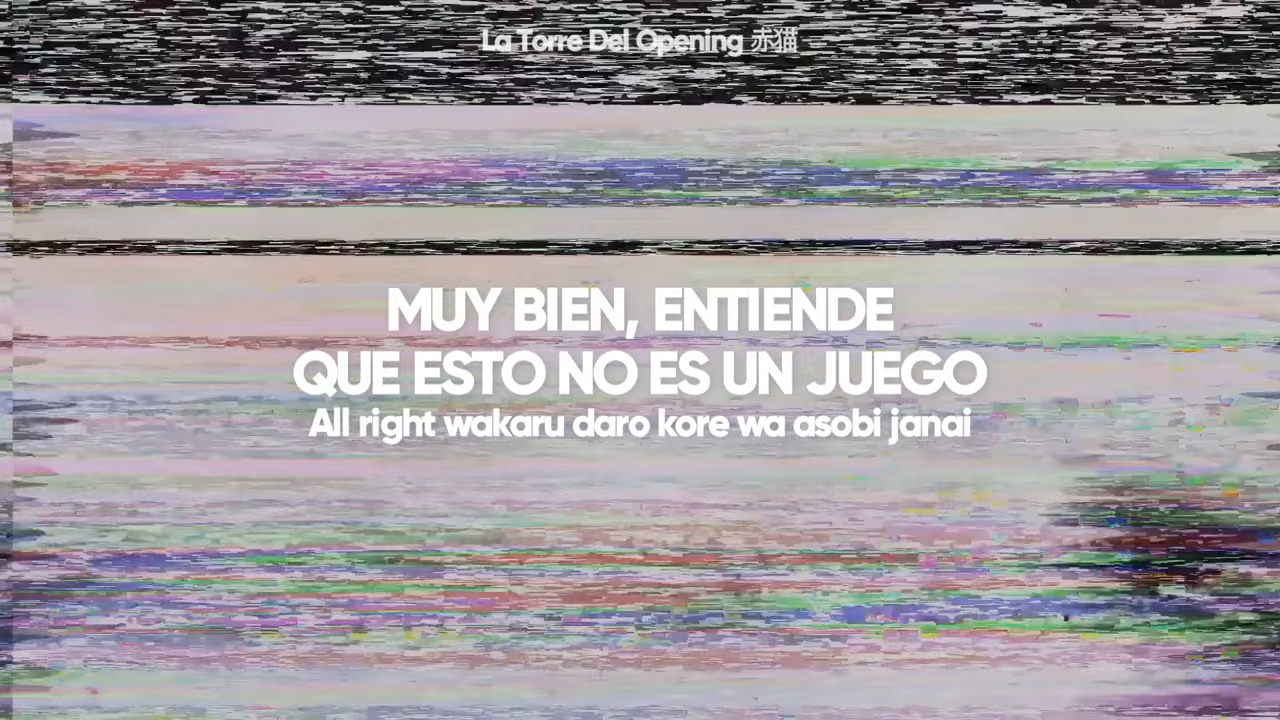 La Torre Del Opening 赤猫
MUY BIEN, ENTIENDE
QUE ESTO NO ES UN JUEGO
All right wakaru daro kore wa asobi janai